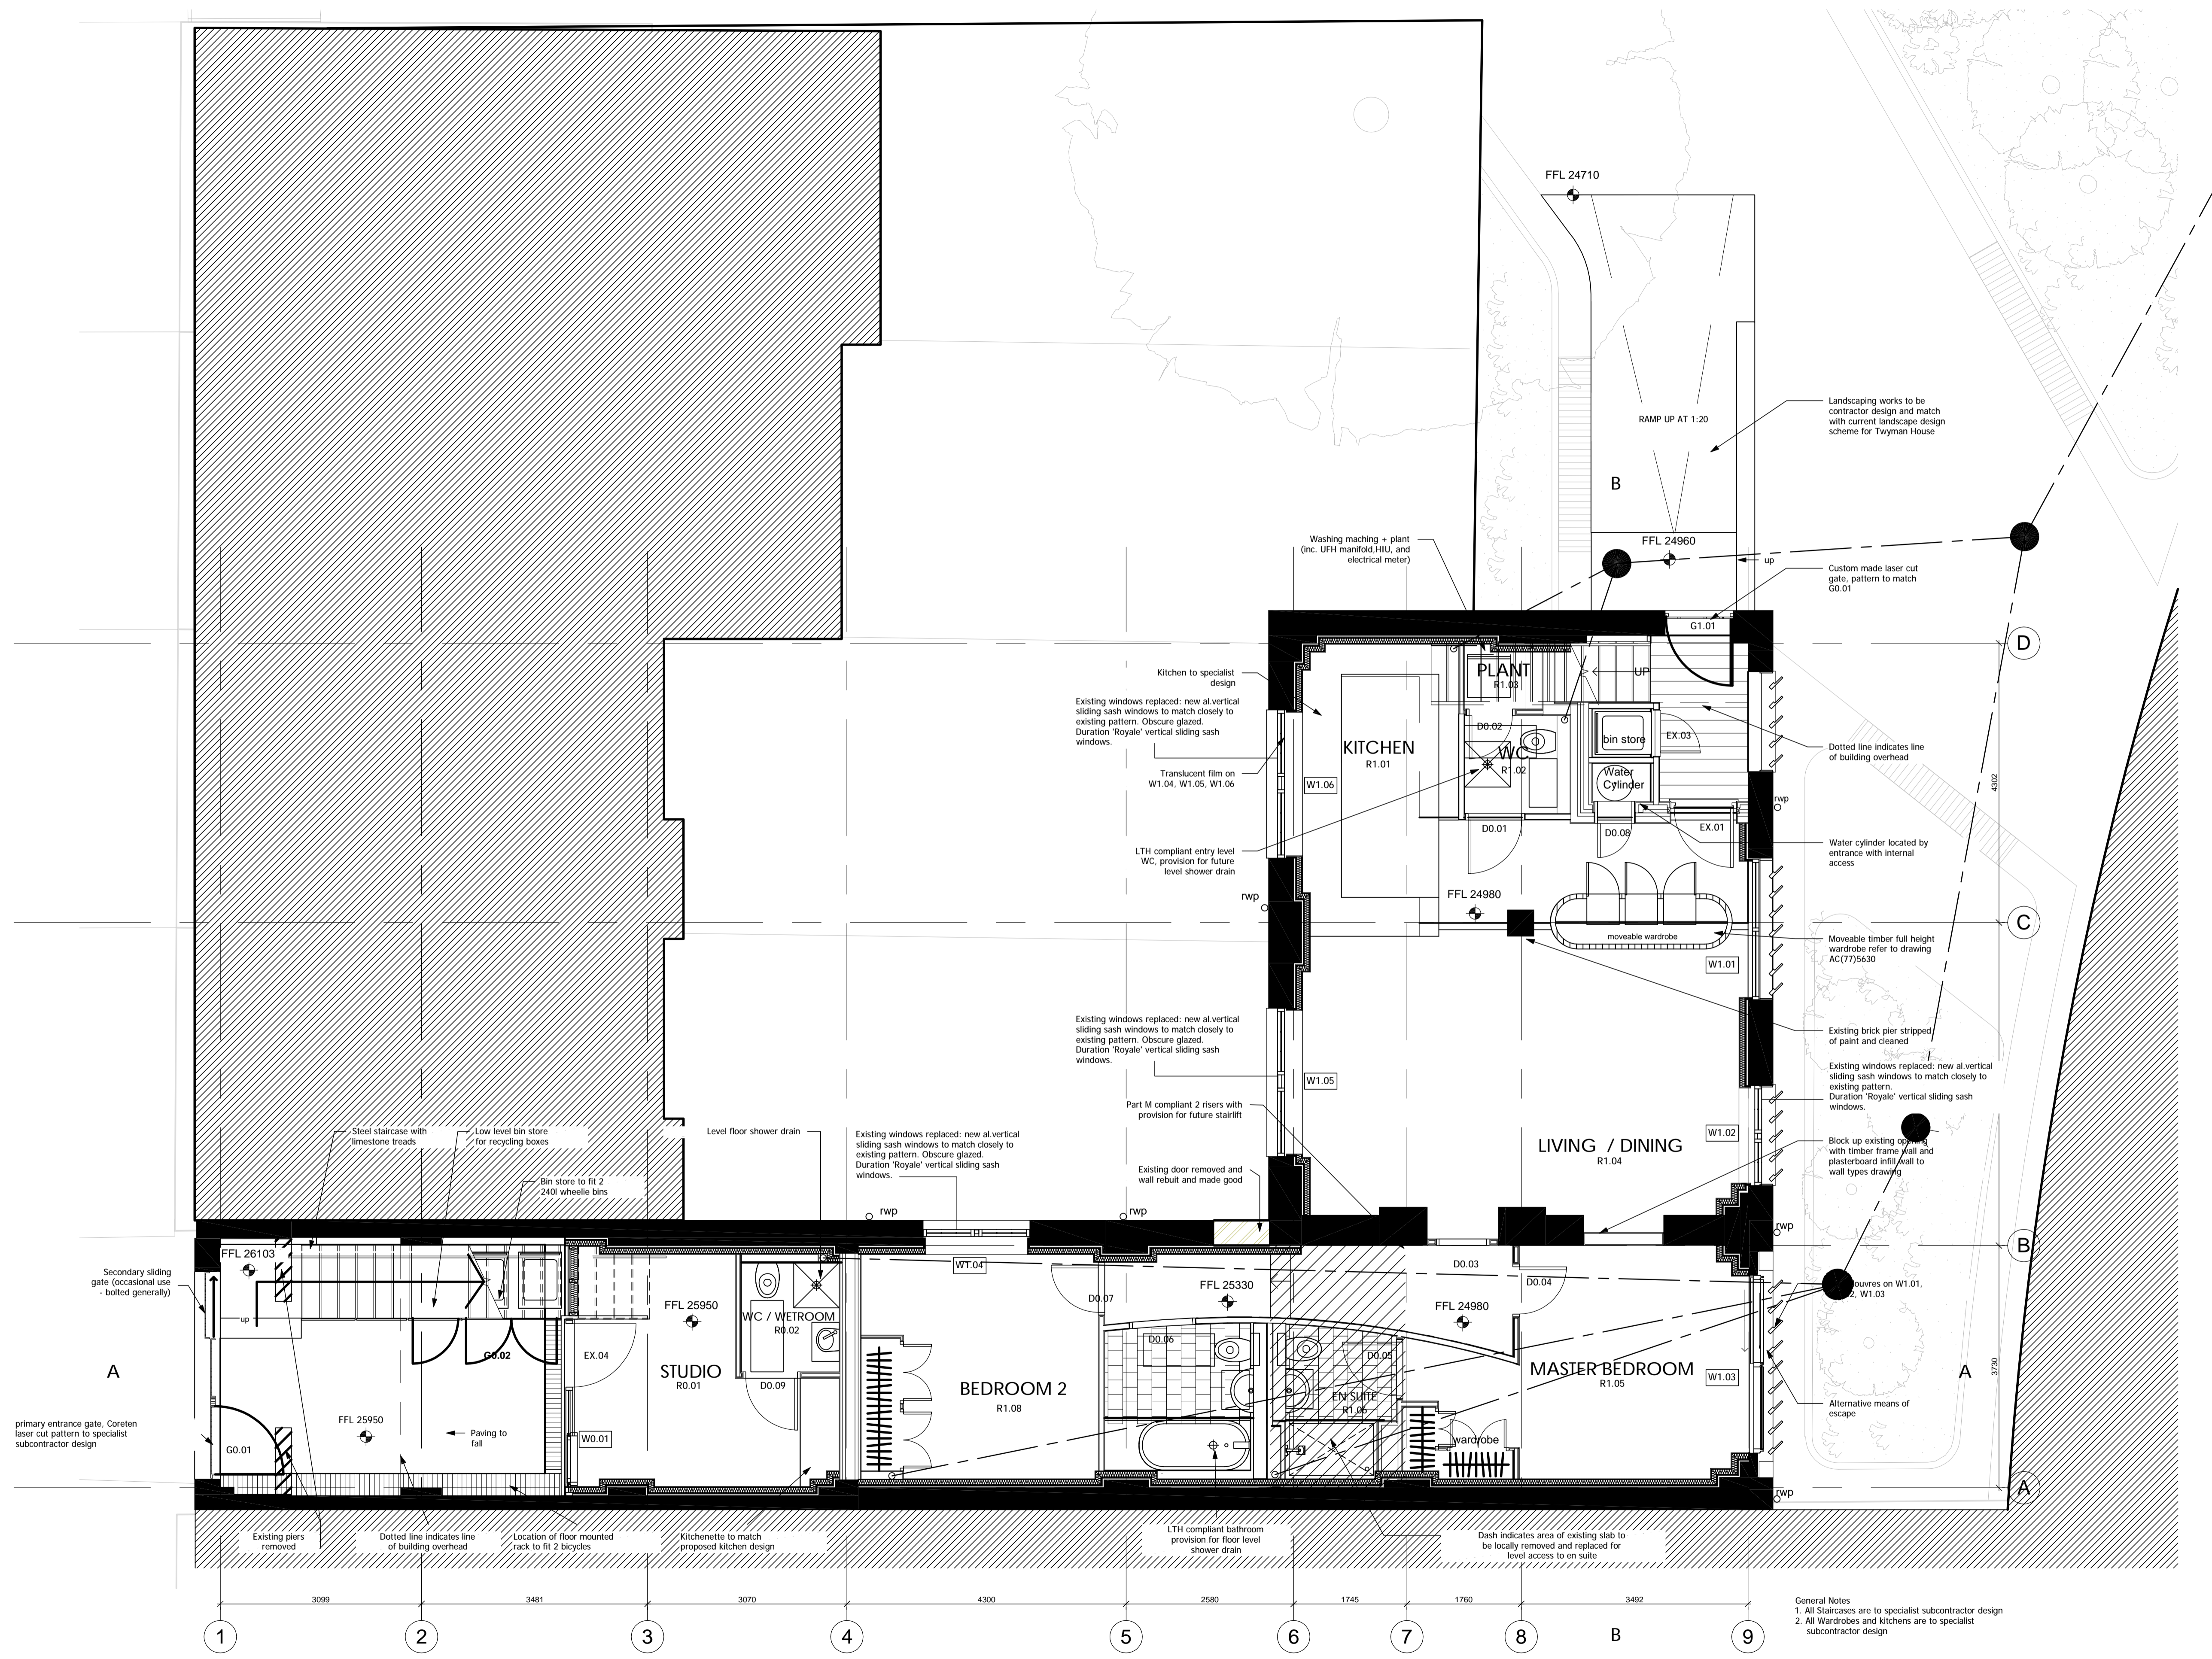 FFL 24710
RAMP UP AT 1:20
Landscaping works to be
contractor design and match
with current landscape design
scheme for Twyman House
B
FFL 24960
up
Washing maching + plant
(inc. UFH manifold,HIU, and
electrical meter)
Custom made laser cut
gate, pattern to match
G0.01
G1.01
D
Kitchen to specialist
design
PLANT
R1.03
UP
Existing windows replaced: new al.vertical
sliding sash windows to match closely to
existing pattern. Obscure glazed.
Duration 'Royale' vertical sliding sash
windows.
D0.02
bin store
EX.03
KITCHEN
R1.01
WC
R1.02
Dotted line indicates line
of building overhead
Translucent film on
W1.04, W1.05, W1.06
W1.06
Water
Cylinder
4302
rwp
D0.01
D0.08
EX.01
LTH compliant entry level
WC, provision for future
level shower drain
Water cylinder located by
entrance with internal
access
rwp
FFL 24980
C
moveable wardrobe
Moveable timber full height
wardrobe refer to drawing
AC(77)5630
W1.01
Existing windows replaced: new al.vertical
sliding sash windows to match closely to
existing pattern. Obscure glazed.
Duration 'Royale' vertical sliding sash
windows.
Existing brick pier stripped
of paint and cleaned
W1.05
Existing windows replaced: new al.vertical
sliding sash windows to match closely to
existing pattern.
Duration 'Royale' vertical sliding sash
windows.
Part M compliant 2 risers with
provision for future stairlift
Steel staircase with
limestone treads
Low level bin store
for recycling boxes
Level floor shower drain
Existing windows replaced: new al.vertical
sliding sash windows to match closely to
existing pattern. Obscure glazed.
Duration 'Royale' vertical sliding sash
windows.
W1.02
LIVING / DINING
R1.04
Block up existing opening
with timber frame wall and
plasterboard infill wall to
wall types drawing
Existing door removed and
wall rebuit and made good
Bin store to fit 2
240l wheelie bins
rwp
rwp
rwp
B
FFL 26103
Secondary sliding
gate (occasional use
- bolted generally)
W1.04
D0.03
D0.04
FFL 25330
D0.07
ouvres on W1.01,
2, W1.03
FFL 25950
FFL 24980
up
WC / WETROOM
R0.02
D0.06
G0.02
EX.04
D0.05
A
STUDIO
R0.01
D0.09
BEDROOM 2
R1.08
EN SUITE
R1.06
MASTER BEDROOM
R1.05
W1.03
A
3730
Alternative means of
escape
primary entrance gate, Coreten
laser cut pattern to specialist
subcontractor design
FFL 25950
Paving to
fall
G0.01
W0.01
wardrobe
rwp
A
Existing piers
removed
Dotted line indicates line
of building overhead
Location of floor mounted
rack to fit 2 bicycles
Kitchenette to match
proposed kitchen design
LTH compliant bathroom
provision for floor level
shower drain
Dash indicates area of existing slab to
be locally removed and replaced for
level access to en suite
3099
3481
3070
4300
2580
1745
1760
3492
1
2
3
4
5
6
7
8
B
9
General Notes
1. All Staircases are to specialist subcontractor design
2. All Wardrobes and kitchens are to specialist
subcontractor design